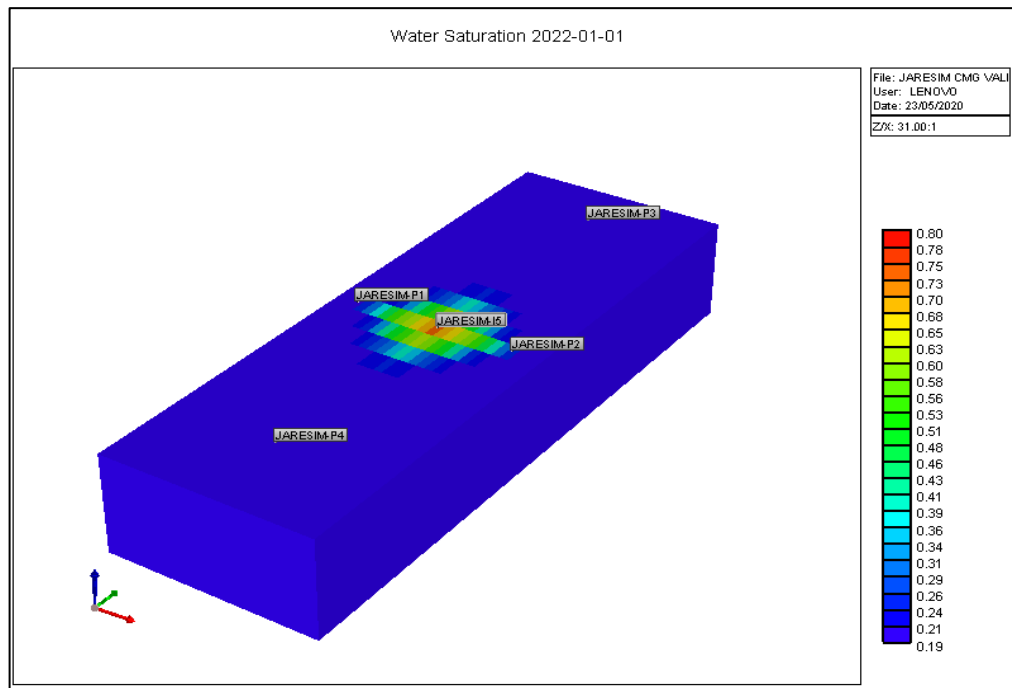 Water Saturation 2022-01-01
File: JARESIM CMG VALI
User: LENOVO
Date: 23/05/2020
Z/X: 31.00:1
JARESIM-P3
JARESIM-P1
JARESIM-I5
JARESIM-P2
JARESIM-P4
0.80
0.78
0.75
0.73
0.70
0.68
0.65
0.63
0.60
0.58
0.56
0.53
0.51
0.48
0.46
0.43
0.41
0.39
0.36
0.34
0.31
0.29
0.26
0.24
0.21
0.19